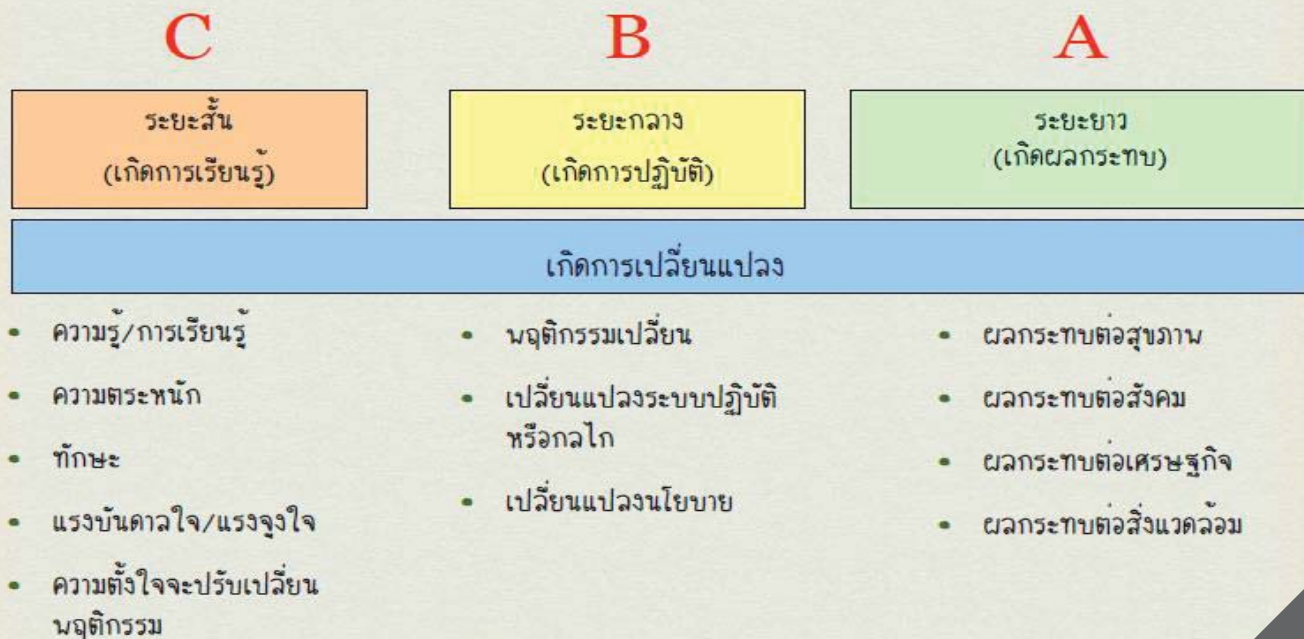 C
B
A
ระยะสั้น
(เกิดการเรียนรู้)
ระยะกลาง
(เกิดการปฏิบัติ)
ระยะยาว
(เกิดผลกระทบ)
เกิดการเปลี่ยนแปลง
• ความรู้/การเรียนรู้
• ความตระหนัก
• ทักษะ
• แรงบันดาลใจ/แรงจูงใจ
• ความตั้งใจจะปรับเปลี่ยน
พฤติกรรม
• พฤติกรรมเปลี่ยน
• เปลี่ยนแปลงระบบปฏิบัติ
หรือกลไก
• เปลี่ยนแปลงนโยบาย
• ผลกระทบต่อสุขภาพ
• ผลกระทบต่อสังคม
• ผลกระทบต่อเศรษฐกิจ
• ผลกระทบต่อสิ่งแวดล้อม